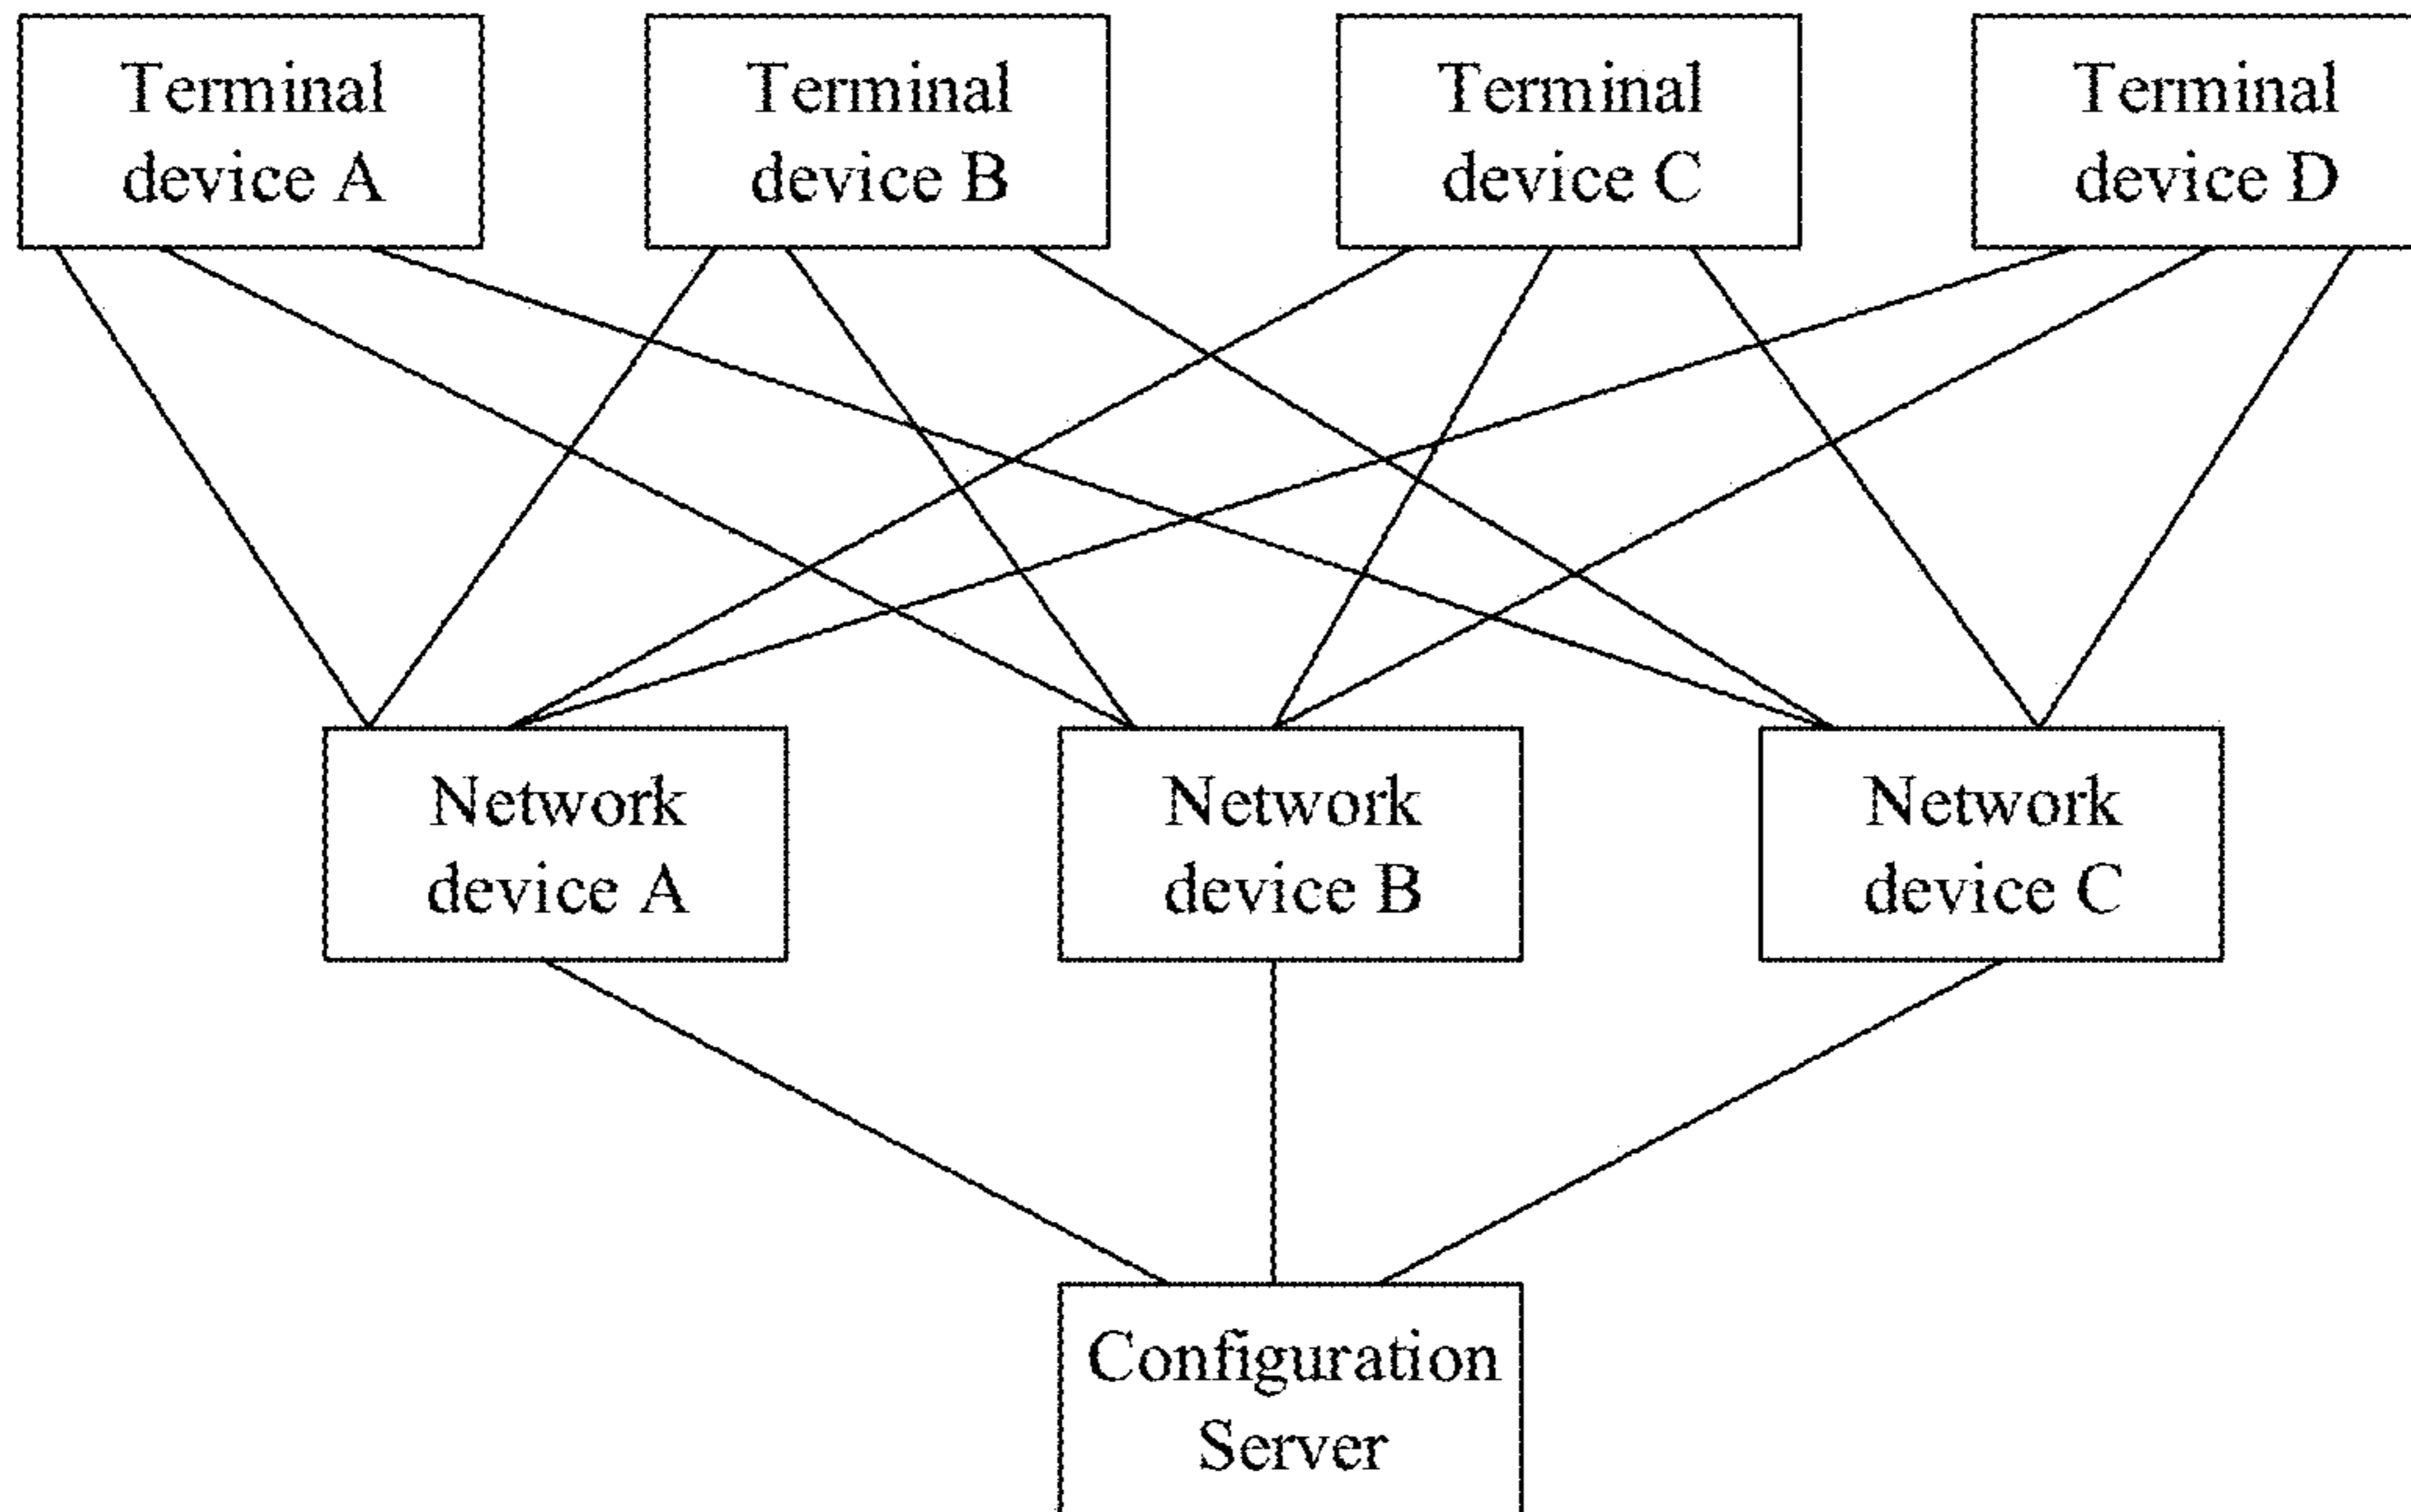 Terminal
device A
Terminal
device B
Terminal
device C
Terminal
device D
Network
device A
Network
device B
Network
device C
Configuration
Server